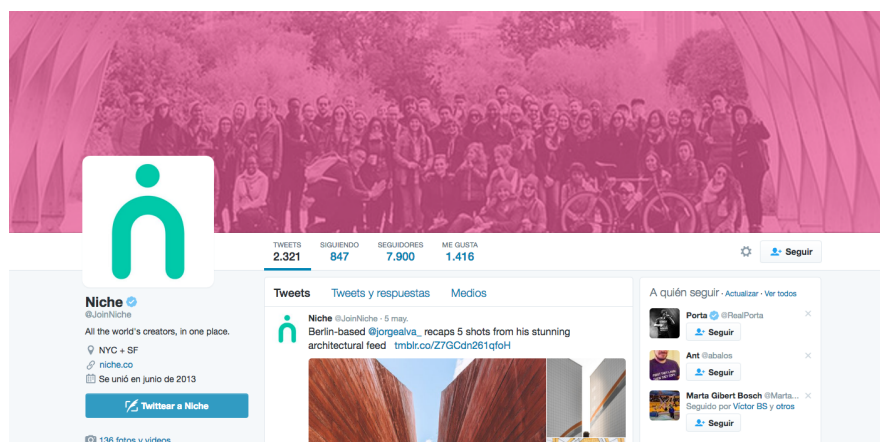 TWEETS SIGUIENDO SEGUIDORES ME GUSTA
2.321 847 7.900 1.416
Seguir
Niche
@JoinNiche
All the world's creators, in one place.
NYC + SF
niche.co
Se unió en junio de 2013
Twittear a Niche
136 fotos y videos
Tweets Tweets y respuestas Medios
Niche @JoinNiche · 5 may.
Berlin-based @jorgealva_ recaps 5 shots from his stunning
architectural feed tmblr.co/Z7GCdn261qfoH
A quién seguir · Actualizar · Ver todos
Porta @RealPorta
Seguir
Ant @abalos
Seguir
Marta Gibert Bosch @Marta...
Seguido por Víctor BS y otros
Seguir